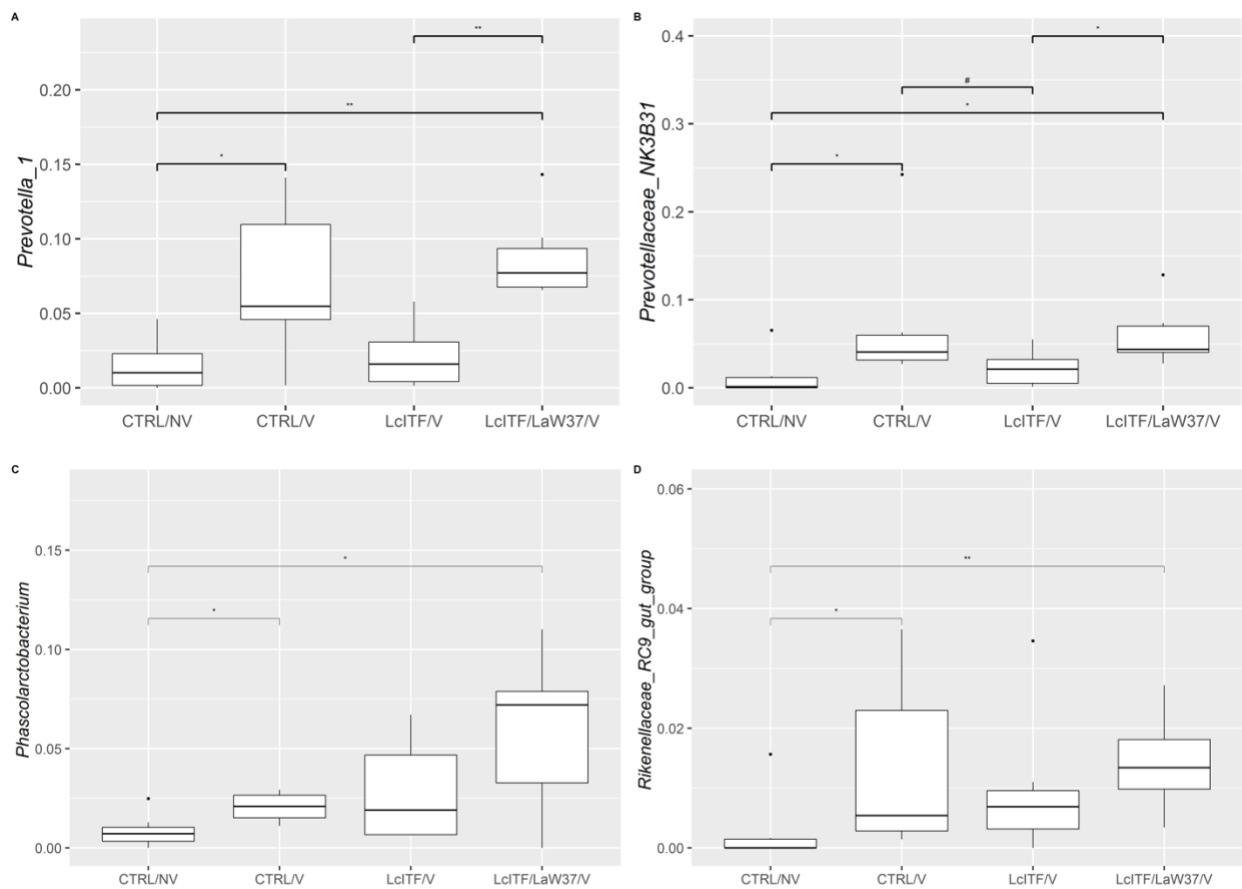 A
Prevotella_1
0.20
0.15
0.10
0.05
0.00
**
**
*
CTRL/NV CTRL/V LcITF/V LcITF/LaW37/V
B
Prevotellaceae_NK3B31
0.4
0.3
0.2
0.1
0.0
*
#
*
*
CTRL/NV CTRL/V LcITF/V LcITF/LaW37/V
C
Phascolarctobacterium
0.15
0.10
0.05
0.00
*
*
CTRL/NV CTRL/V LcITF/V LcITF/LaW37/V
D
Rikenellaceae_RC9_gut_group
0.06
0.04
0.02
0.00
**
*
CTRL/NV CTRL/V LcITF/V LcITF/LaW37/V